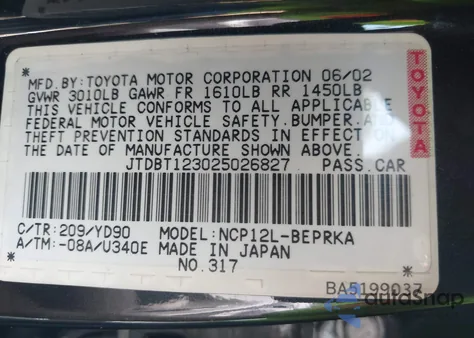 MFD.BY:TOYOTA MOTOR CORPORATION 06/02
GVWR 3010LB GAWR FR 1610LB RR 1450LB
THIS VEHICLE CONFORMS TO ALL APPLICABLE
FEDERAL MOTOR VEHICLE SAFETY.BUMPER.AND
THEFT PREVENTION STANDARDS IN EFFECT ON
THE DATE OF MANUFACTURE SHOWN ABOVE.
JTDBT123025026827 PASS.CAR
C/TR:209/YD90 MODEL:NCP12L-BEPRKA
A/TM:-08A/U340E MADE IN JAPAN
NO.317
BA5199037
TOYOTA
autosnap